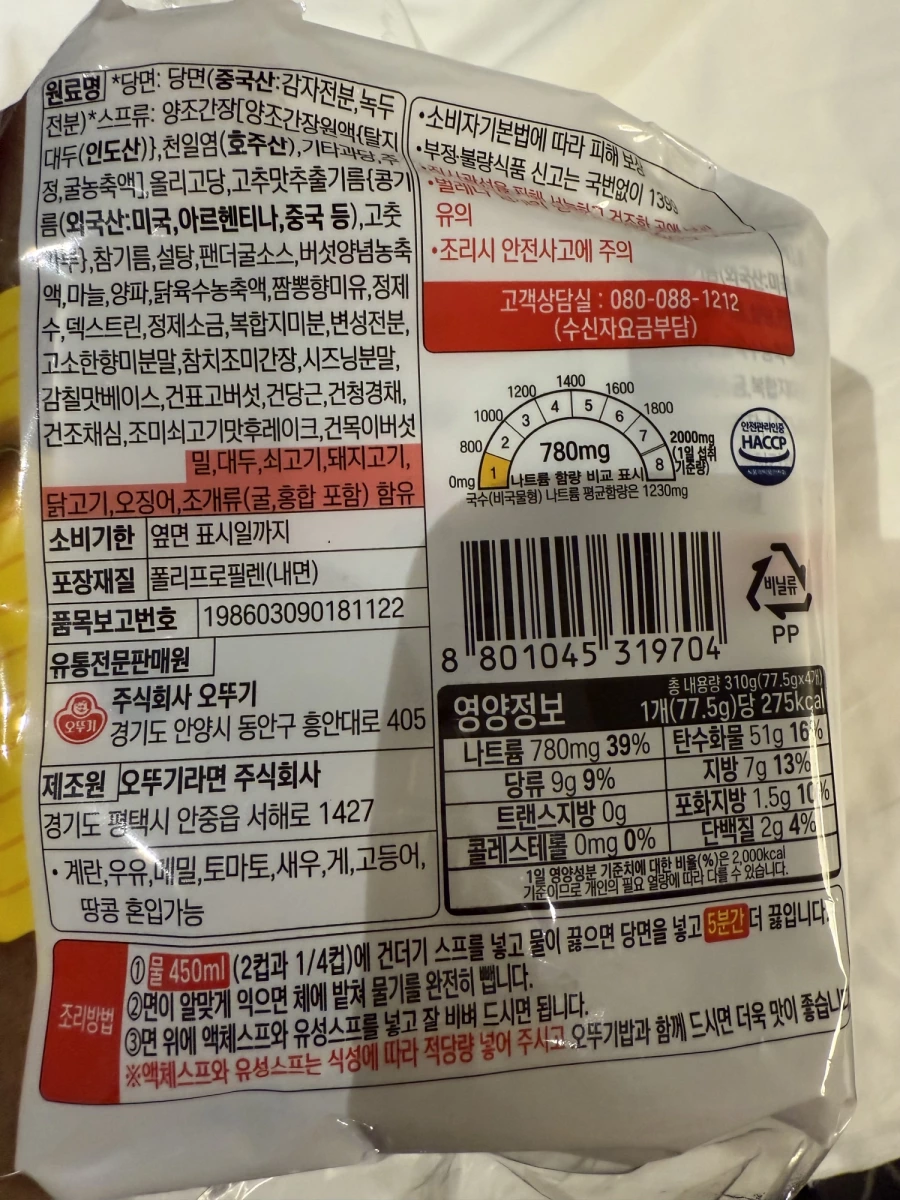 원료명 *당면: 당면(중국산:감자전분,녹두
전분)*스프류: 양조간장[양조간장원액{탈지
대두(인도산)},천일염(호주산),기타과당,주
정,굴농축액],올리고당,고추맛추출기름{콩기
름(외국산:미국,아르헨티나,중국 등),고춧
가루},참기름,설탕,팬더굴소스,버섯양념농축
액,마늘,양파,닭육수농축액,짬뽕향미유,정제
수,덱스트린,정제소금,복합지미분,변성전분,
고소한향미분말,참치조미간장,시즈닝분말,
감칠맛베이스,건표고버섯,건당근,건청경채,
건조채심,조미쇠고기맛후레이크,건목이버섯
밀,대두,쇠고기,돼지고기,
닭고기,오징어,조개류(굴,홍합 포함) 함유
소비기한 옆면 표시일까지
포장재질 폴리프로필렌(내면)
품목보고번호 198603090181122
유통전문판매원
오뚜기
주식회사 오뚜기
경기도 안양시 동안구 흥안대로 405
제조원 오뚜기라면 주식회사
경기도 평택시 안중읍 서해로 1427
• 계란,우유,메밀,토마토,새우,게,고등어,
땅콩 혼입가능
•소비자기본법에 따라 피해 보상
•부정·불량식품 신고는 국번없이 1399
유의
•조리시 안전사고에 주의
고객상담실 : 080-088-1212
(수신자요금부담)
0mg 800 1000 1200 1400 1600 1800 2000mg
(1일 섭취
기준량)
1 2 3 4 5 6 7 8
780mg
나트륨 함량 비교 표시
국수(비국물형) 나트륨 평균함량은 1230mg
안전관리인증
HACCP
8 801045 319704
비닐류
PP
영양정보
총 내용량 310g(77.5g×4개)
1개(77.5g)당 275kcal
나트륨 780mg 39% 탄수화물 51g 16%
당류 9g 9% 지방 7g 13%
트랜스지방 0g 포화지방 1.5g 10%
콜레스테롤 0mg 0% 단백질 2g 4%
1일 영양성분 기준치에 대한 비율(%)은 2,000kcal
기준이므로 개인의 필요 열량에 따라 다를 수 있습니다.
조리방법
①물 450ml (2컵과 1/4컵)에 건더기 스프를 넣고 물이 끓으면 당면을 넣고 5분간 더 끓입니다.
②면이 알맞게 익으면 체에 밭쳐 물기를 완전히 뺍니다.
③면 위에 액체스프와 유성스프를 넣고 잘 비벼 드시면 됩니다.
※액체스프와 유성스프는 식성에 따라 적당량 넣어 주시고 오뚜기밥과 함께 드시면 더욱 맛이 좋습니다